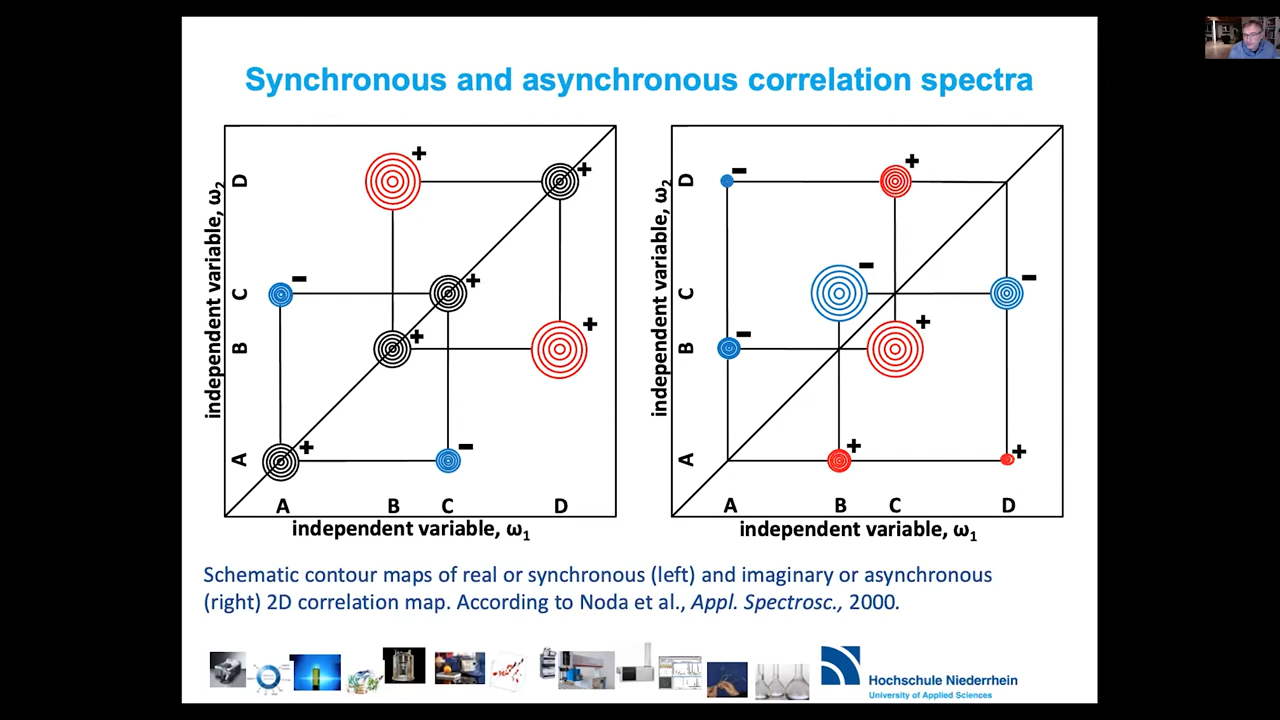 Synchronous and asynchronous correlation spectra
independent variable, ω2
D
C
B
A
+
+
−
+
+
+
+
−
A B C D
independent variable, ω1
independent variable, ω2
D
C
B
A
−
+
−
−
−
+
+
+
A B C D
independent variable, ω1
Schematic contour maps of real or synchronous (left) and imaginary or asynchronous
(right) 2D correlation map. According to Noda et al., Appl. Spectrosc., 2000.
Hochschule Niederrhein
University of Applied Sciences